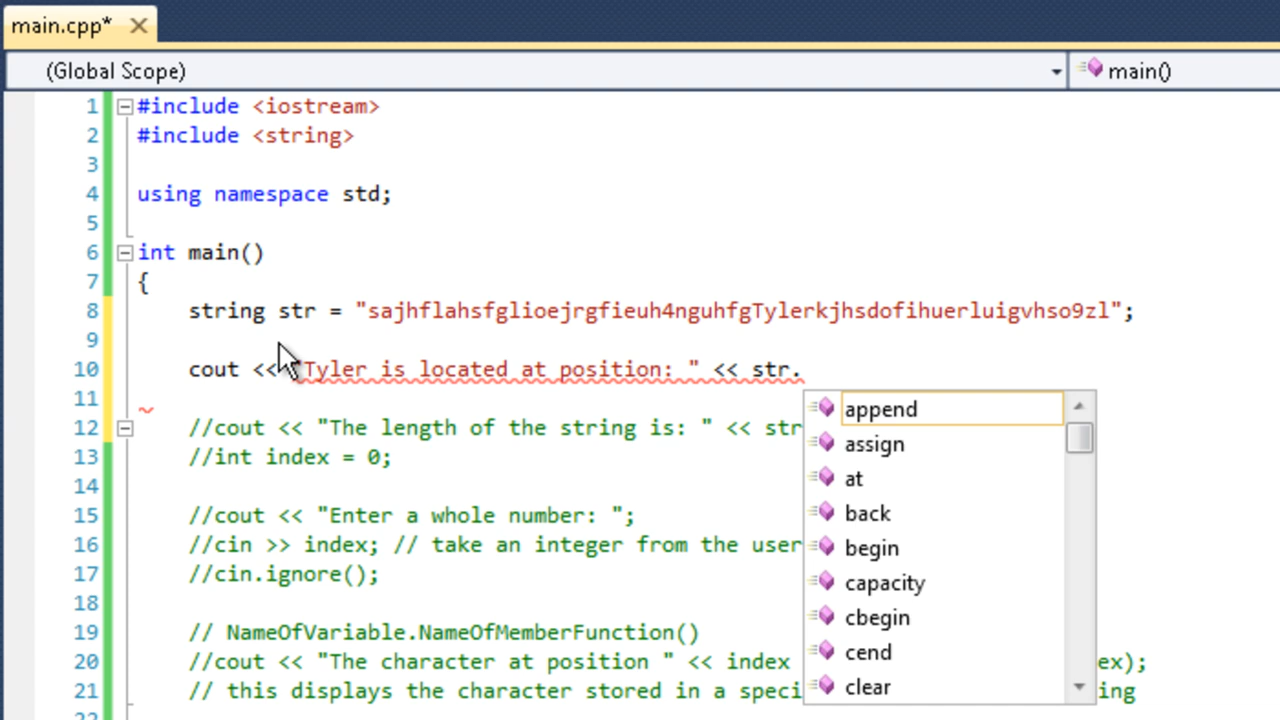 main.cpp*
(Global Scope) main()
1 #include <iostream>
2 #include <string>
3
4 using namespace std;
5
6 int main()
7 {
8 string str = "sajhflahsfglioejrgfieuh4nguhfgTylerkjhsdofihuerluigvhso9zl";
9
10 cout << "Tyler is located at position: " << str.
11
append
12 //cout << "The length of the string is: " << str
assign
13 //int index = 0;
at
14
back
15 //cout << "Enter a whole number: ";
begin
16 //cin >> index; // take an integer from the user
capacity
17 //cin.ignore();
cbegin
18
19 // NameOfVariable.NameOfMemberFunction()
cend
20 //cout << "The character at position " << index ex);
clear
21 // this displays the character stored in a speci ing
22